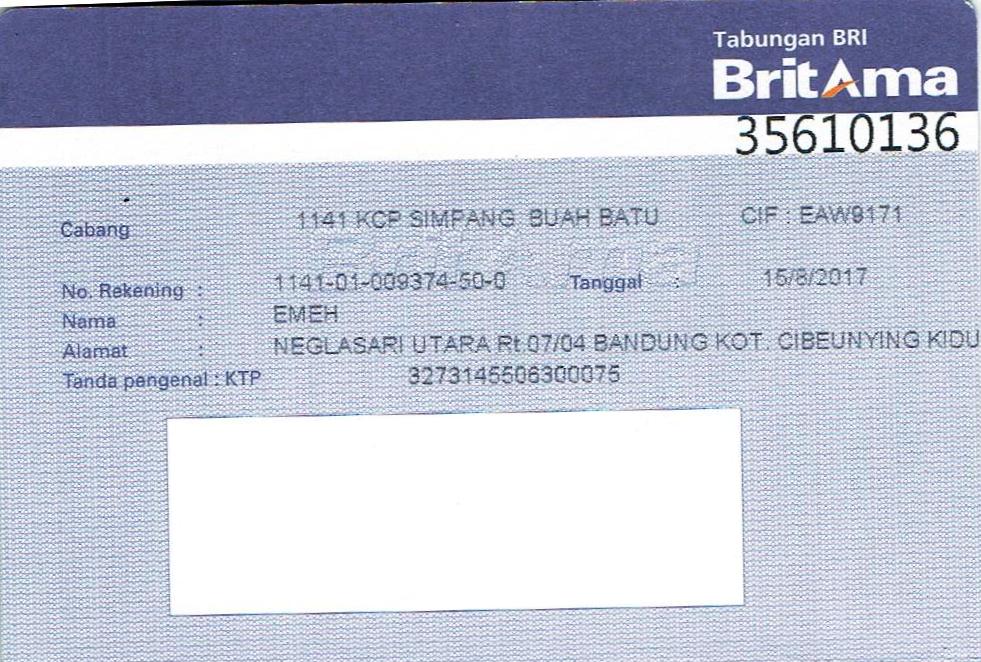 Tabungan BRI
BritAma
35610136
Cabang 1141 KCP SIMPANG BUAH BATU CIF : EAW9171
No. Rekening : 1141-01-009374-50-0 Tanggal : 15/8/2017
Nama : EMEH
Alamat : NEGLASARI UTARA Rt.07/04 BANDUNG KOT. CIBEUNYING KIDU
Tanda pengenal : KTP 3273145506300075